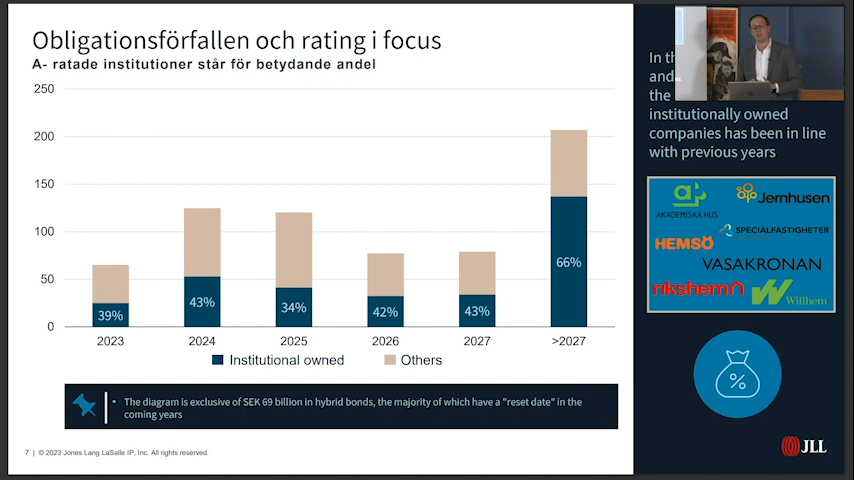 Obligationsförfallen och rating i focus
A- ratade institutioner står för betydande andel
250
200
150
100
50
0
39%
43%
34%
42%
43%
66%
2023
2024
2025
2026
2027
>2027
Institutional owned
Others
• The diagram is exclusive of SEK 69 billion in hybrid bonds, the majority of which have a "reset date" in the
coming years
7 | © 2023 Jones Lang LaSalle IP, Inc. All rights reserved.
In
and
the
institutionally owned
companies has been in line
with previous years
AKADEMISKA HUS
Jernhusen
SPECIALFASTIGHETER
HEMSÖ
VASAKRONAN
rikshem
Willhem
%
JLL